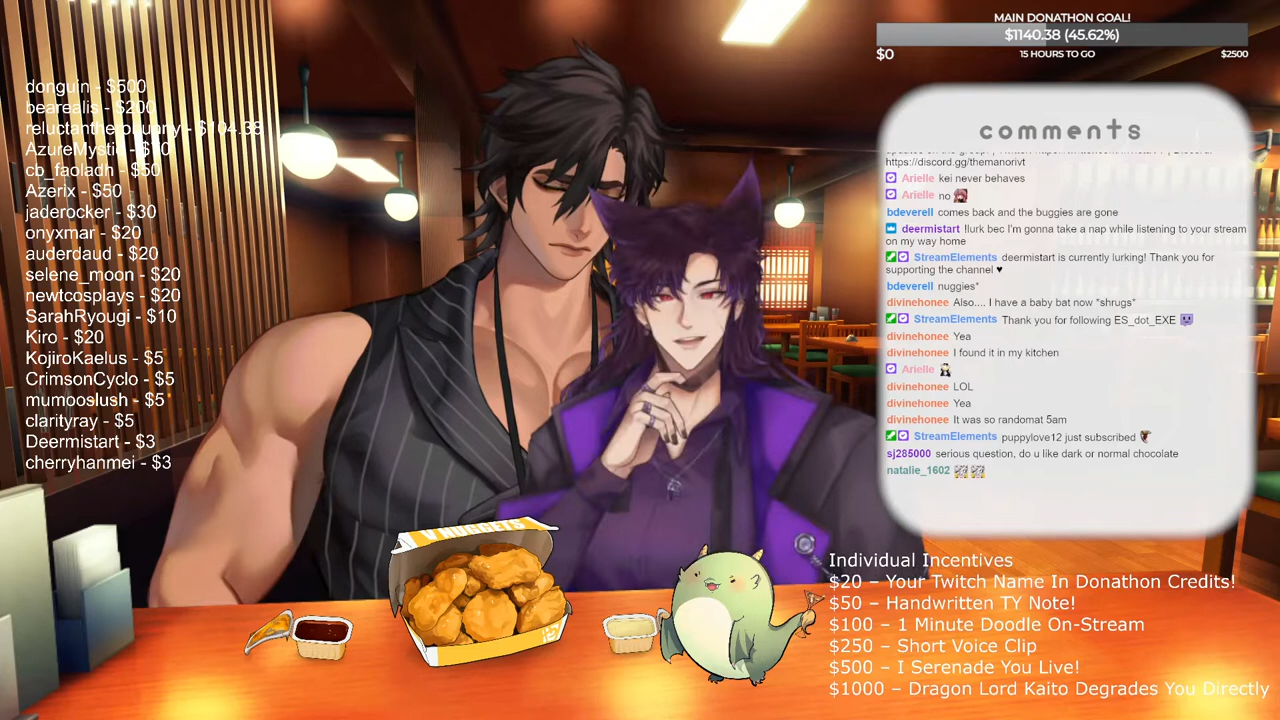 MAIN DONATHON GOAL!
$1140.38 (45.62%)
$0
15 HOURS TO GO
$2500
donguin - $500
bearealis - $200
- $104.38
AzureMystic -
cb_faoladh - $50
Azerix - $50
jaderocker - $30
onyxmar - $20
auderdaud - $20
selene_moon - $20
newtcosplays - $20
SarahRyougi - $10
Kiro - $20
KojiroKaelus - $5
CrimsonCyclo - $5
mumooslush - $5
clarityray - $5
Deermistart - $3
cherryhanmei - $3
comments
https://discord.gg/themanorivt
Arielle kei never behaves
Arielle no
bdeverell comes back and the buggies are gone
deermistart !lurk bec I'm gonna take a nap while listening to your stream
on my way home
StreamElements deermistart is currently lurking! Thank you for
supporting the channel ♥
bdeverell nuggies*
divinehonee Also.... I have a baby bat now *shrugs*
StreamElements Thank you for following ES_dot_EXE
divinehonee Yea
divinehonee I found it in my kitchen
Arielle
divinehonee LOL
divinehonee Yea
divinehonee It was so randomat 5am
StreamElements puppylove12 just subscribed
sj285000 serious question, do u like dark or normal chocolate
natalie_1602
V NUGGETS
Individual Incentives
$20 – Your Twitch Name In Donathon Credits!
$50 – Handwritten TY Note!
$100 – 1 Minute Doodle On-Stream
$250 – Short Voice Clip
$500 – I Serenade You Live!
$1000 – Dragon Lord Kaito Degrades You Directly